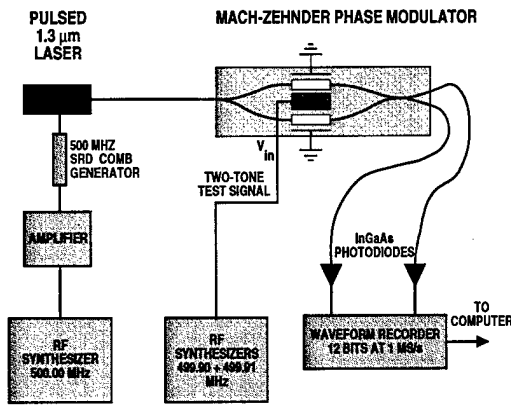 PULSED
1.3 μm
LASER
MACH-ZEHNDER PHASE MODULATOR
500 MHZ
SRD COMB
GENERATOR
V in
TWO-TONE
TEST SIGNAL
AMPLIFIER
InGaAs
PHOTODIODES
RF
SYNTHESIZER
500.00 MHz
RF
SYNTHESIZERS
499.90 + 499.91
MHz
WAVEFORM RECORDER
12 BITS AT 1 MS/s
TO
COMPUTER